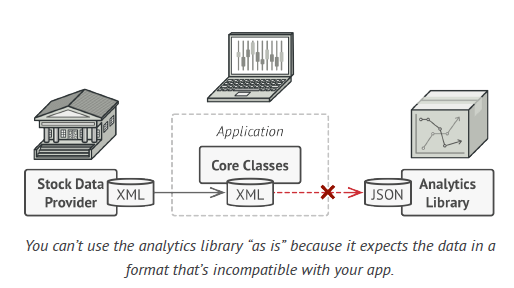 Application
Stock Data
Provider
XML
Core Classes
XML
JSON
Analytics
Library
You can’t use the analytics library “as is” because it expects the data in a
format that’s incompatible with your app.